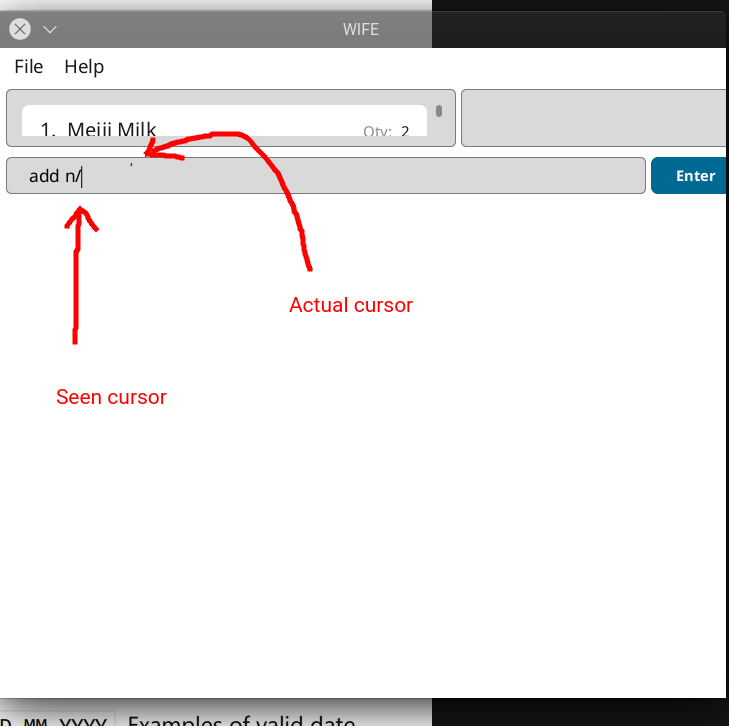 WIFE
File Help
1. Meiji Milk Qty: 2
add n/
Enter
Actual cursor
Seen cursor
D MM YYYY Examples of valid date